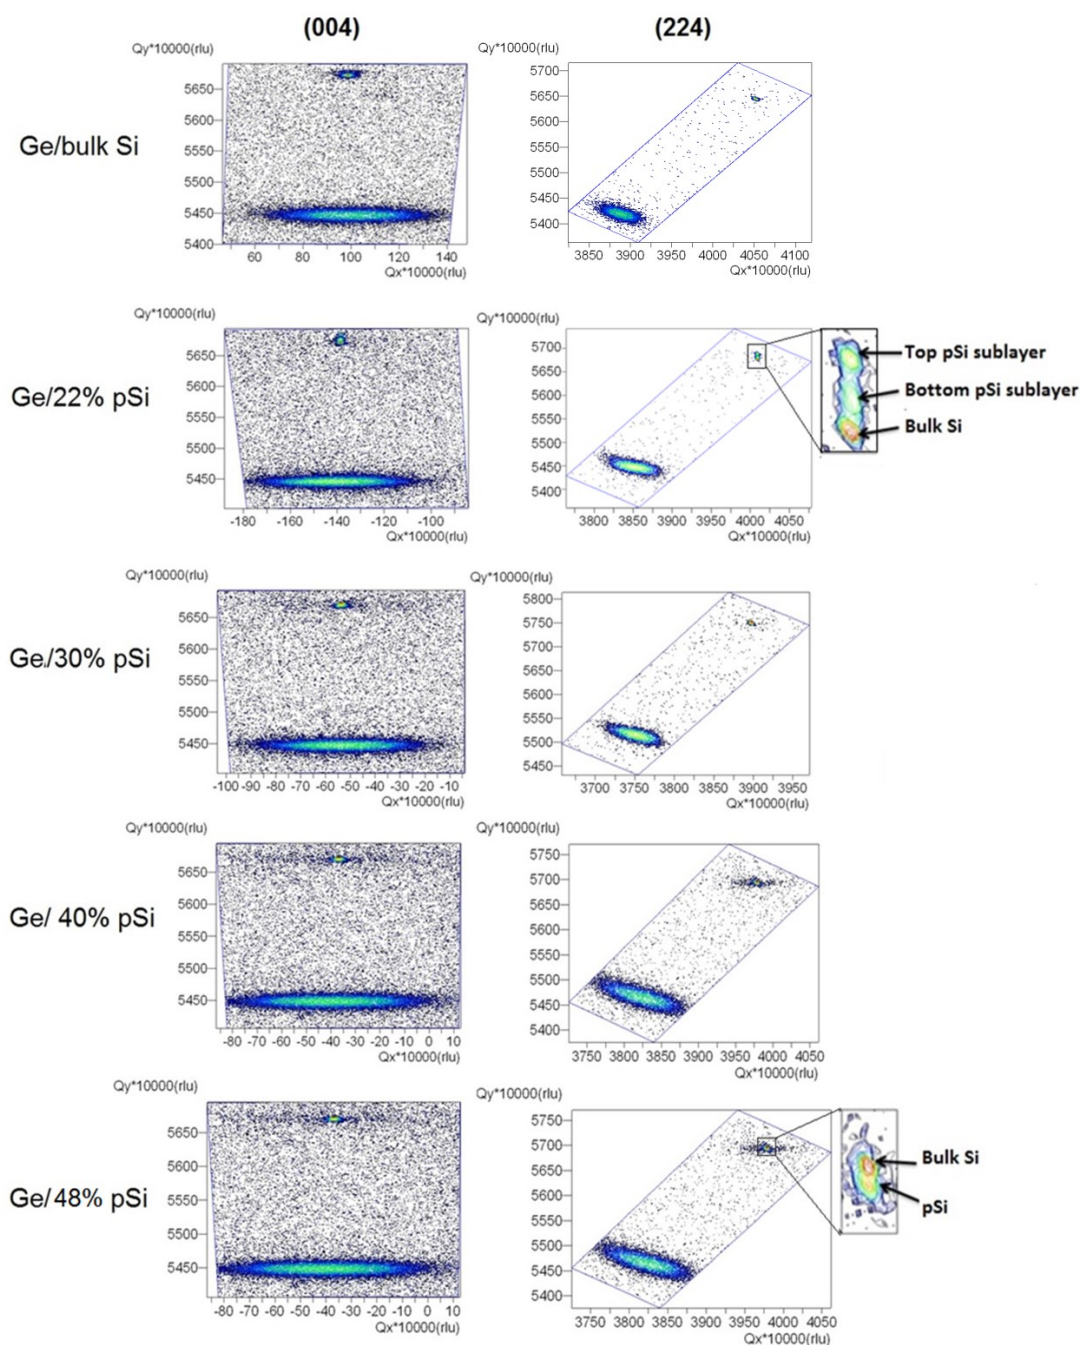 (004) (224)
Qy*10000(rlu) Qy*10000(rlu)
Ge/bulk Si
5650
5600
5550
5500
5450
5400
60 80 100 120 140
Qx*10000(rlu)
5700
5650
5600
5550
5500
5450
5400
3850 3900 3950 4000 4050 4100
Qx*10000(rlu)
Qy*10000(rlu) Qy*10000(rlu)
Ge/22% pSi
5650
5600
5550
5500
5450
-180 -160 -140 -120 -100
Qx*10000(rlu)
5700
5650
5600
5550
5500
5450
5400
3800 3850 3900 3950 4000 4050
Qx*10000(rlu)
Top pSi sublayer
Bottom pSi sublayer
Bulk Si
Qy*10000(rlu) Qy*10000(rlu)
Ge/30% pSi
5650
5600
5550
5500
5450
-100 -90 -80 -70 -60 -50 -40 -30 -20 -10
Qx*10000(rlu)
5800
5750
5700
5650
5600
5550
5500
5450
3700 3750 3800 3850 3900 3950
Qx*10000(rlu)
Qy*10000(rlu) Qy*10000(rlu)
Ge/ 40% pSi
5650
5600
5550
5500
5450
-80 -70 -60 -50 -40 -30 -20 -10 0 10
Qx*10000(rlu)
5750
5700
5650
5600
5550
5500
5450
5400
3750 3800 3850 3900 3950 4000 4050
Qx*10000(rlu)
Qy*10000(rlu) Qy*10000(rlu)
Ge/ 48% pSi
5650
5600
5550
5500
5450
-80 -70 -60 -50 -40 -30 -20 -10 0 10
Qx*10000(rlu)
5750
5700
5650
5600
5550
5500
5450
5400
3750 3800 3850 3900 3950 4000 4050
Qx*10000(rlu)
Bulk Si
pSi